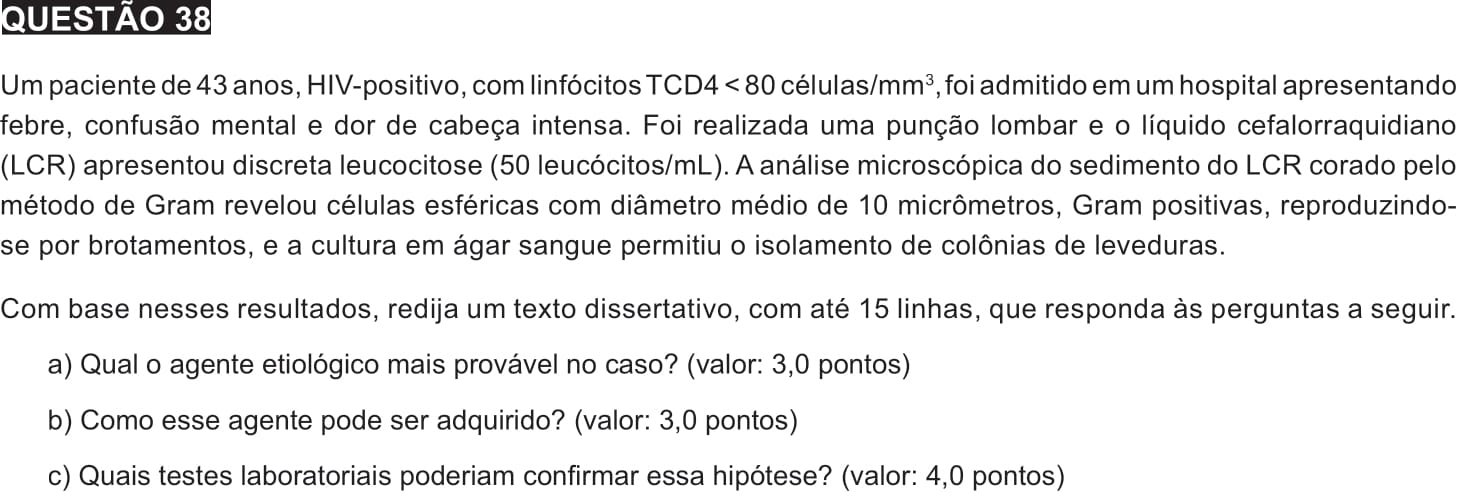 QUESTÃO 38
Um paciente de 43 anos, HIV-positivo, com linfócitos TCD4 < 80 células/mm³, foi admitido em um hospital apresentando
febre, confusão mental e dor de cabeça intensa. Foi realizada uma punção lombar e o líquido cefalorraquidiano
(LCR) apresentou discreta leucocitose (50 leucócitos/mL). A análise microscópica do sedimento do LCR corado pelo
método de Gram revelou células esféricas com diâmetro médio de 10 micrômetros, Gram positivas, reproduzindo-
se por brotamentos, e a cultura em ágar sangue permitiu o isolamento de colônias de leveduras.
Com base nesses resultados, redija um texto dissertativo, com até 15 linhas, que responda às perguntas a seguir.
a) Qual o agente etiológico mais provável no caso? (valor: 3,0 pontos)
b) Como esse agente pode ser adquirido? (valor: 3,0 pontos)
c) Quais testes laboratoriais poderiam confirmar essa hipótese? (valor: 4,0 pontos)